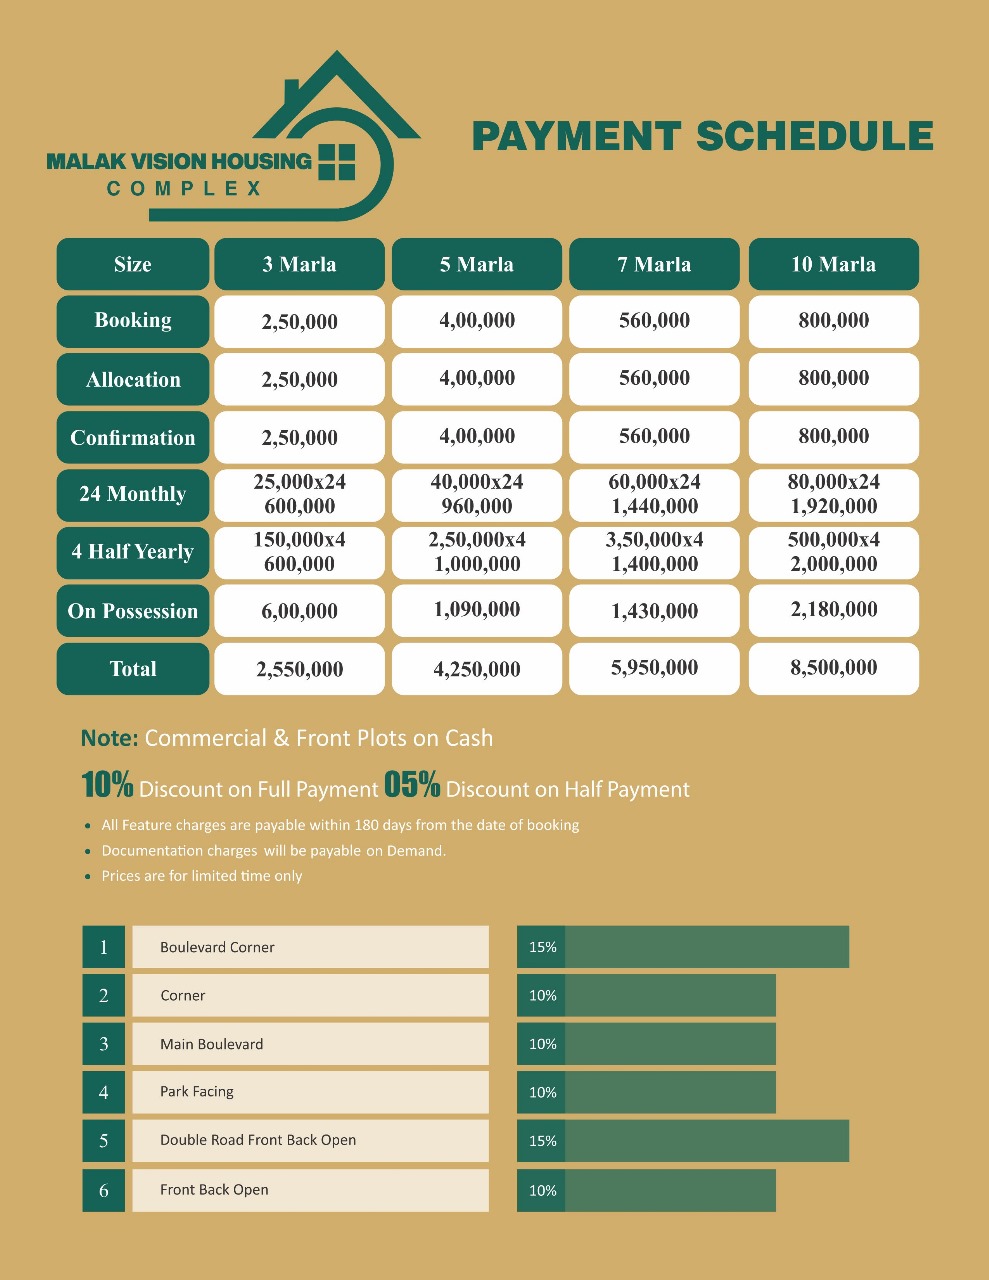 MALAK VISION HOUSING
COMPLEX
PAYMENT SCHEDULE
Size 3 Marla 5 Marla 7 Marla 10 Marla
Booking 2,50,000 4,00,000 560,000 800,000
Allocation 2,50,000 4,00,000 560,000 800,000
Confirmation 2,50,000 4,00,000 560,000 800,000
24 Monthly 25,000x24 40,000x24 60,000x24 80,000x24
600,000 960,000 1,440,000 1,920,000
4 Half Yearly 150,000x4 2,50,000x4 3,50,000x4 500,000x4
600,000 1,000,000 1,400,000 2,000,000
On Possession 6,00,000 1,090,000 1,430,000 2,180,000
Total 2,550,000 4,250,000 5,950,000 8,500,000
Note: Commercial & Front Plots on Cash
10% Discount on Full Payment 05% Discount on Half Payment
• All Feature charges are payable within 180 days from the date of booking
• Documentation charges will be payable on Demand.
• Prices are for limited time only
1 Boulevard Corner 15%
2 Corner 10%
3 Main Boulevard 10%
4 Park Facing 10%
5 Double Road Front Back Open 15%
6 Front Back Open 10%